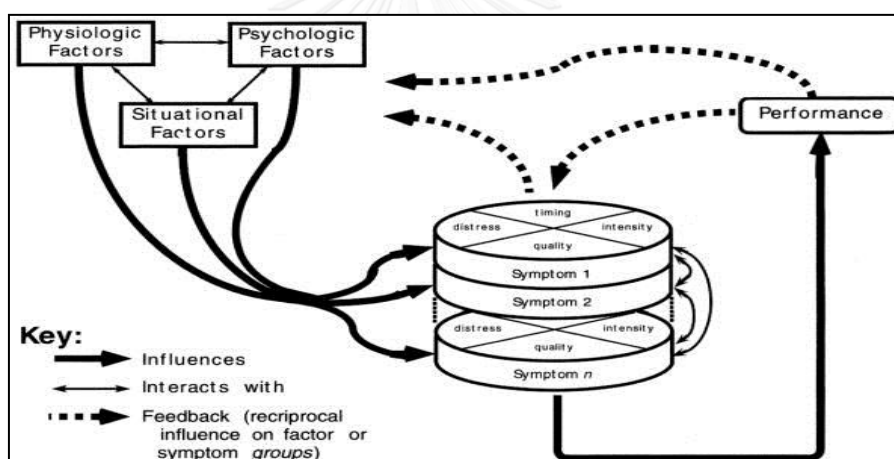 Physiologic
Factors
Psychologic
Factors
Situational
Factors
Performance
timing
distress
intensity
quality
Symptom 1
Symptom 2
distress
intensity
quality
Symptom n
Key:
Influences
Interacts with
Feedback (recriprocal
influence on factor or
symptom groups)